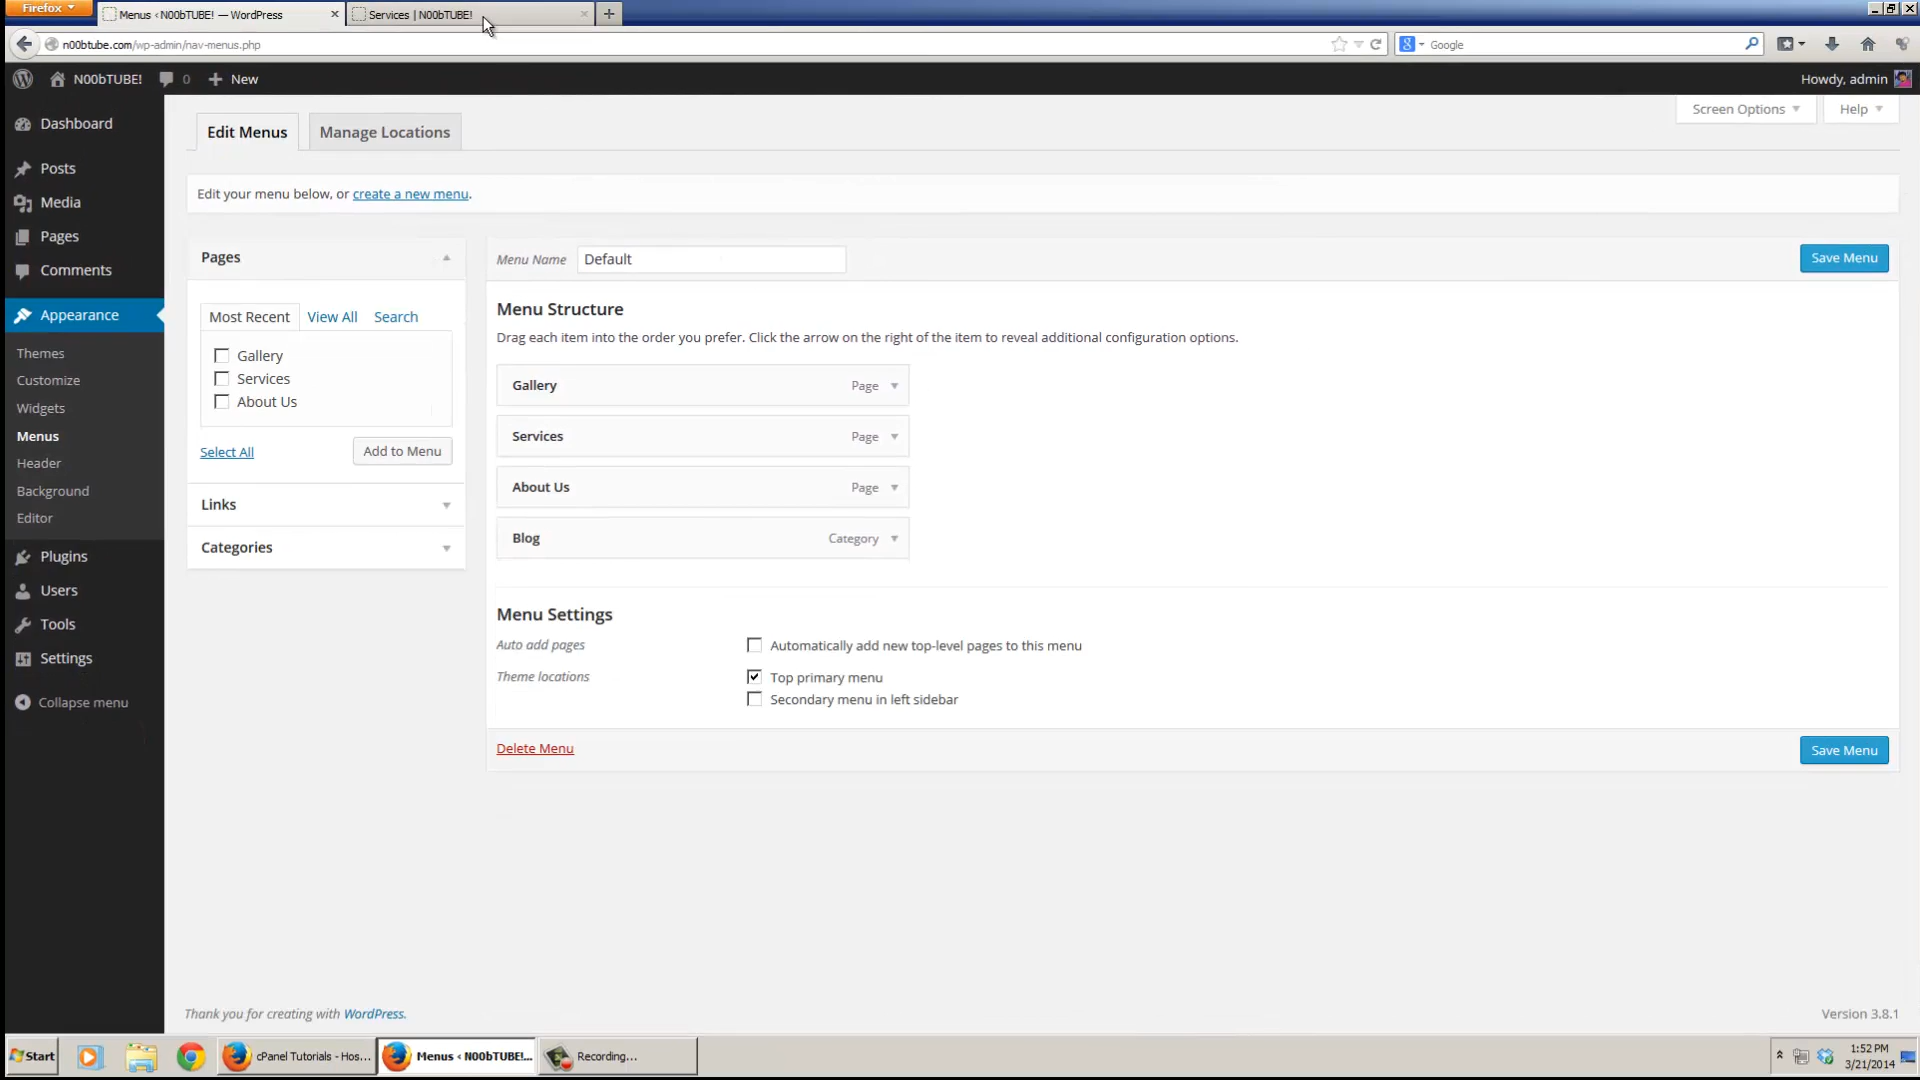 Firefox
Menus ‹ N00bTUBE! — WordPress
Services | N00bTUBE!
n00btube.com/wp-admin/nav-menus.php
Google
N00bTUBE!
0
New
Howdy, admin
Dashboard
Posts
Media
Pages
Comments
Appearance
Themes
Customize
Widgets
Menus
Header
Background
Editor
Plugins
Users
Tools
Settings
Collapse menu
Edit Menus
Manage Locations
Screen Options
Help
Edit your menu below, or create a new menu.
Pages
Most Recent
View All
Search
Gallery
Services
About Us
Select All
Add to Menu
Links
Categories
Menu Name
Default
Save Menu
Menu Structure
Drag each item into the order you prefer. Click the arrow on the right of the item to reveal additional configuration options.
Gallery
Page
Services
Page
About Us
Page
Blog
Category
Menu Settings
Auto add pages
Automatically add new top-level pages to this menu
Theme locations
Top primary menu
Secondary menu in left sidebar
Delete Menu
Save Menu
Thank you for creating with WordPress.
Version 3.8.1
Start
cPanel Tutorials - Hos...
Menus ‹ N00bTUBE!...
Recording...
1:52 PM
3/21/2014